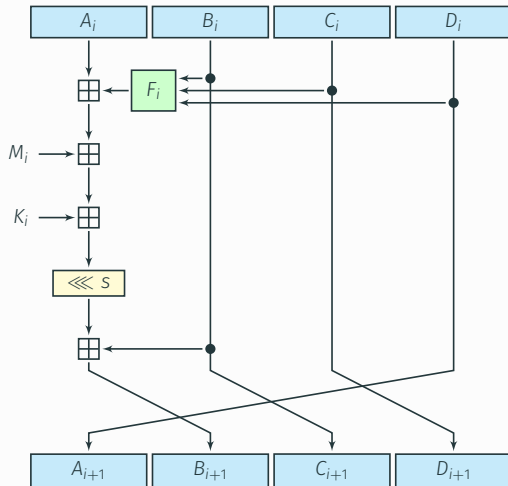 A_i B_i C_i D_i
F_i
M_i
K_i
⋘ s
A_{i+1} B_{i+1} C_{i+1} D_{i+1}